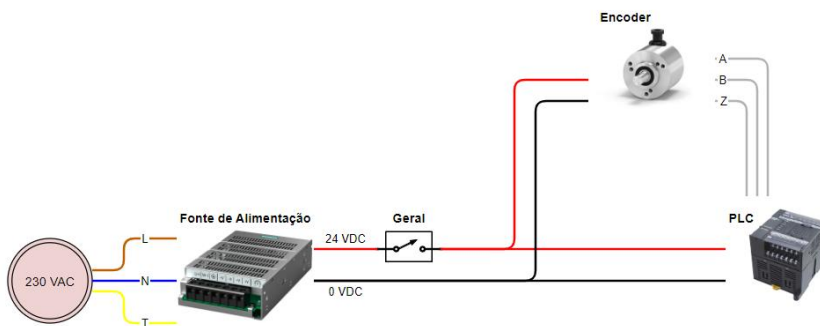 Encoder
A
B
Z
Fonte de Alimentação
Geral
PLC
L
24 VDC
230 VAC
N
0 VDC
T